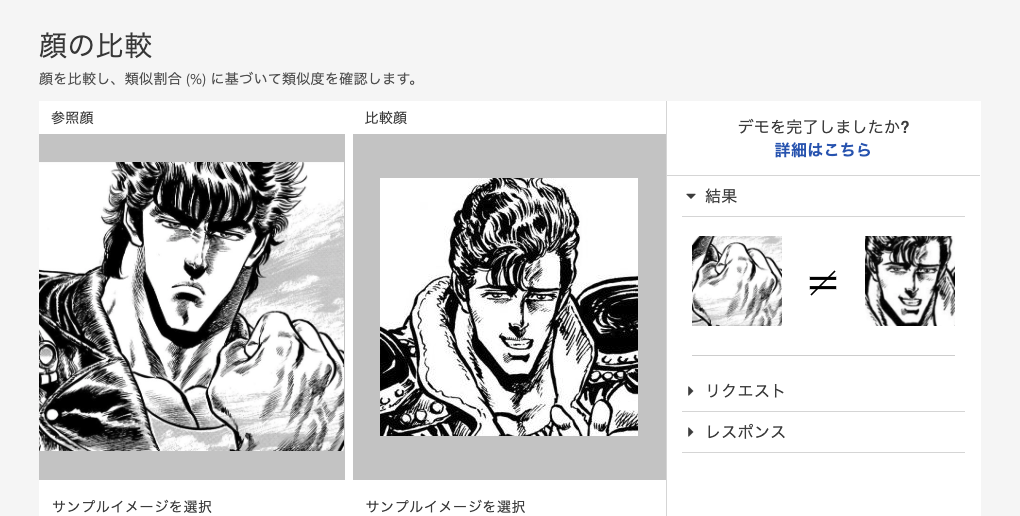 顔の比較
顔を比較し、類似割合 (%) に基づいて類似度を確認します。
参照顔
比較顔
デモを完了しましたか?
詳細はこちら
結果
≠
リクエスト
レスポンス
サンプルイメージを選択
サンプルイメージを選択